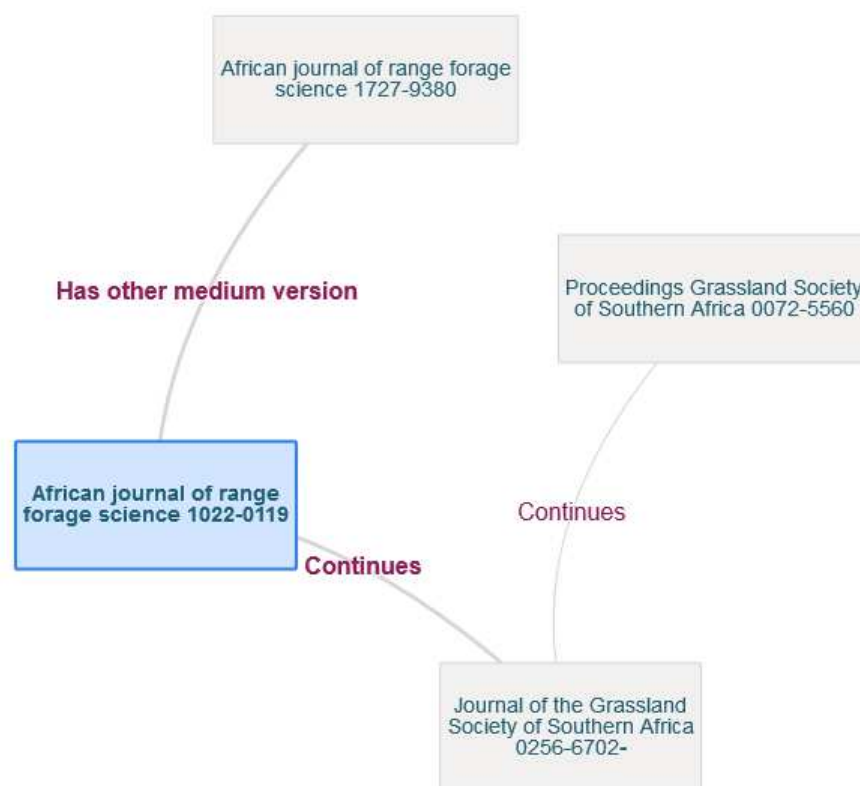 African journal of range forage
science 1727-9380
Has other medium version
Proceedings Grassland Society
of Southern Africa 0072-5560
African journal of range
forage science 1022-0119
Continues
Continues
Journal of the Grassland
Society of Southern Africa
0256-6702-